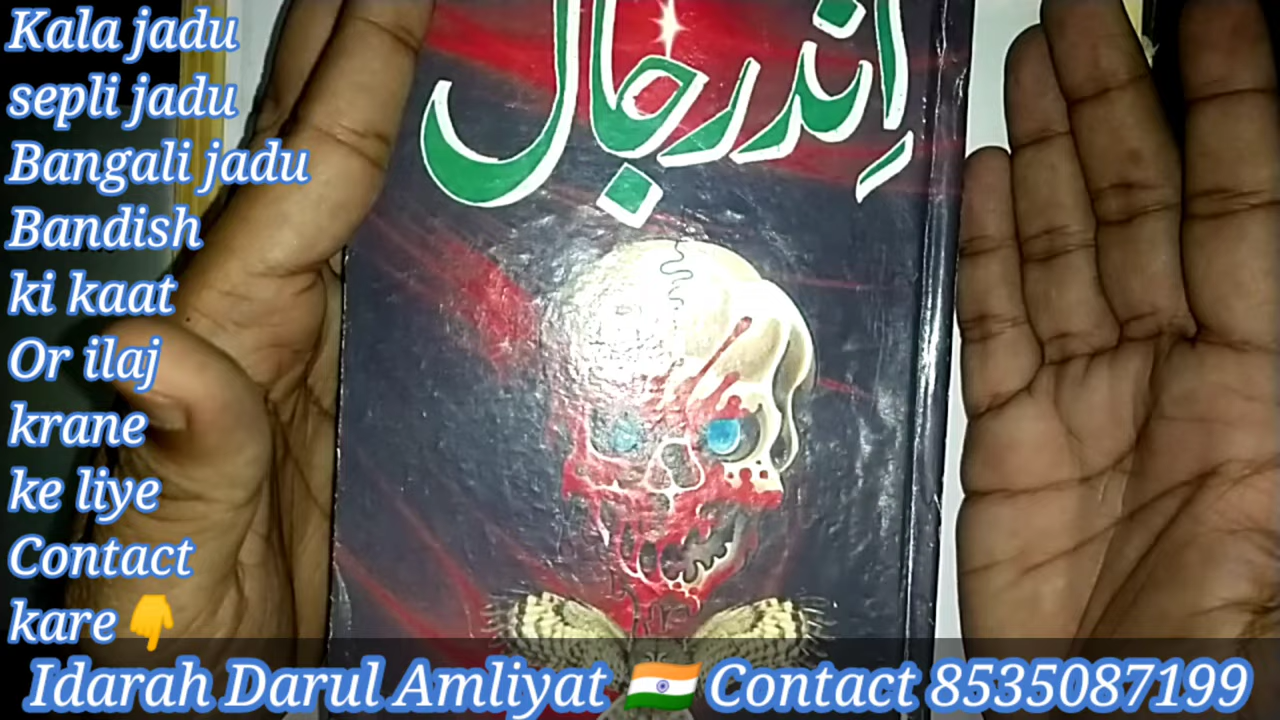 Kala jadu
sepli jadu
Bangali jadu
Bandish
ki kaat
Or ilaj
krane
ke liye
Contact
kare👇
اِندرجال
Idarah Darul Amliyat 🇮🇳 Contact 8535087199